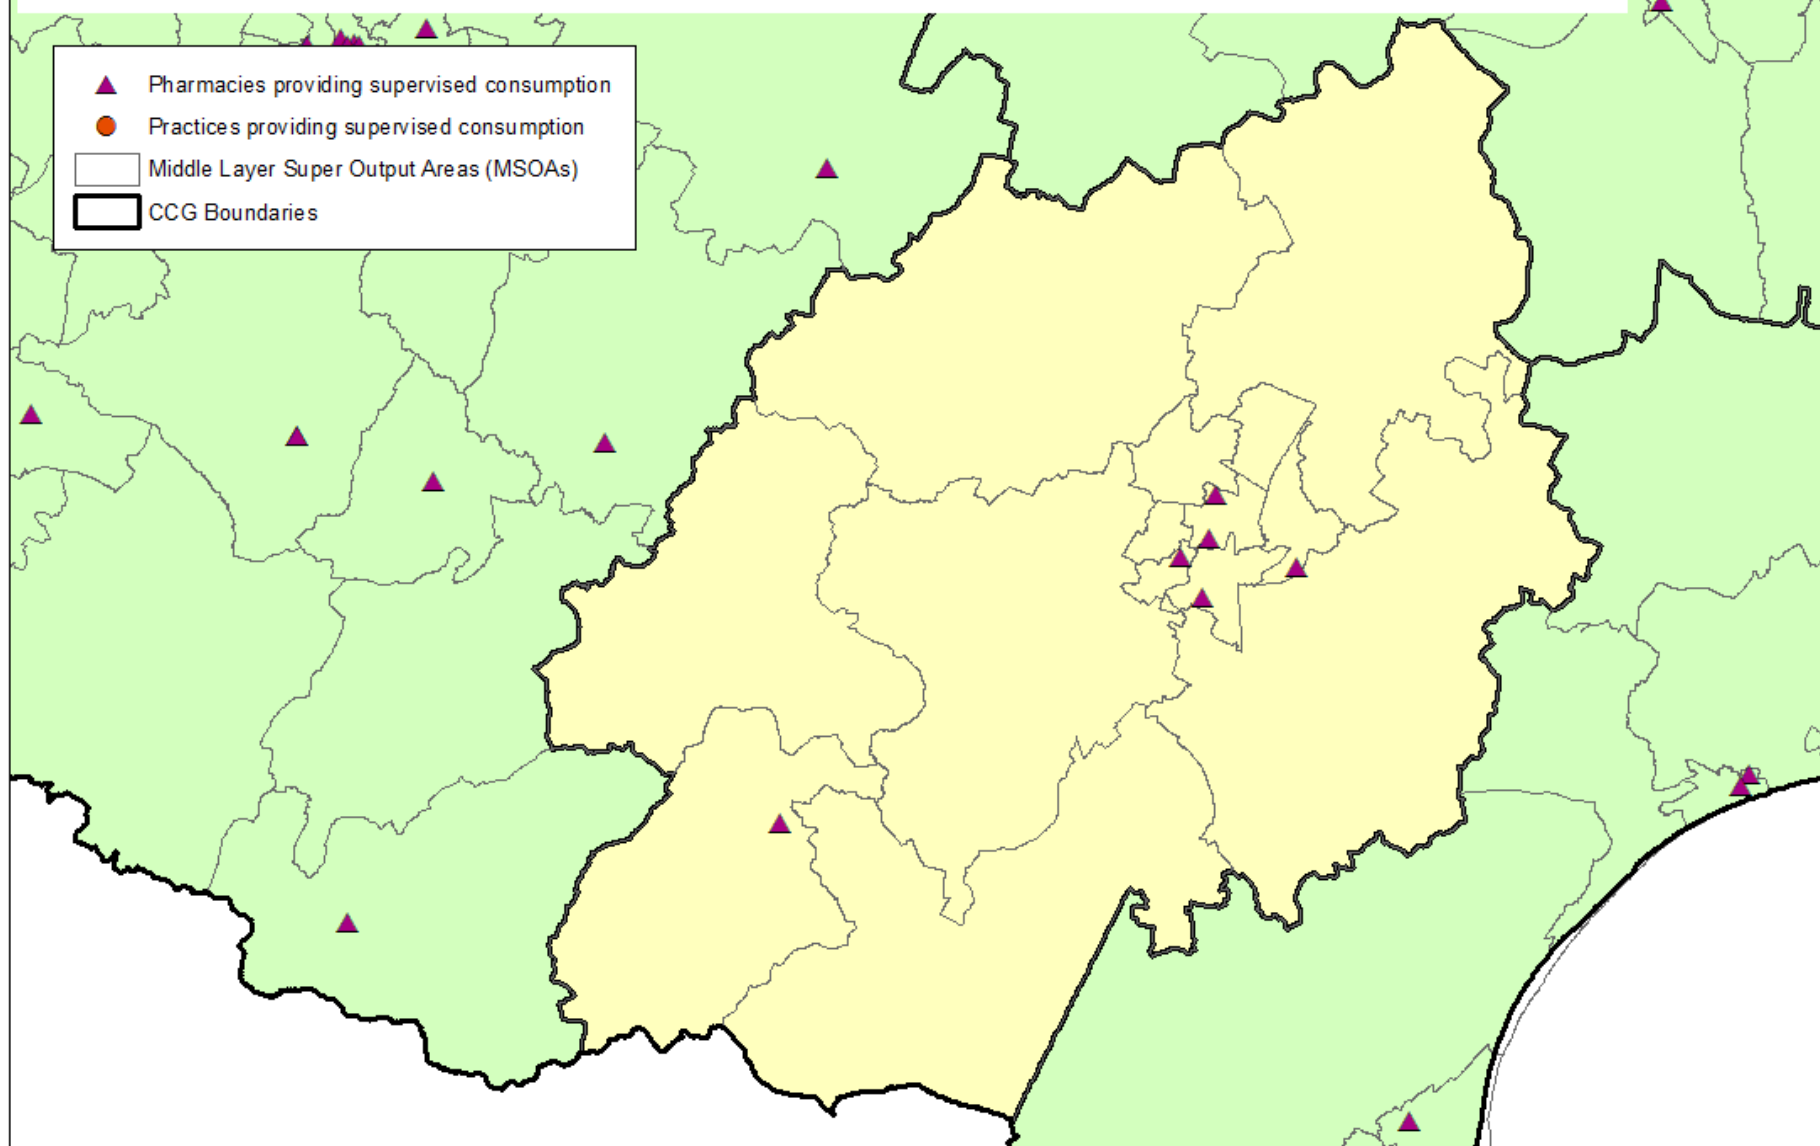 Pharmacies providing supervised consumption
Practices providing supervised consumption
Middle Layer Super Output Areas (MSOAs)
CCG Boundaries